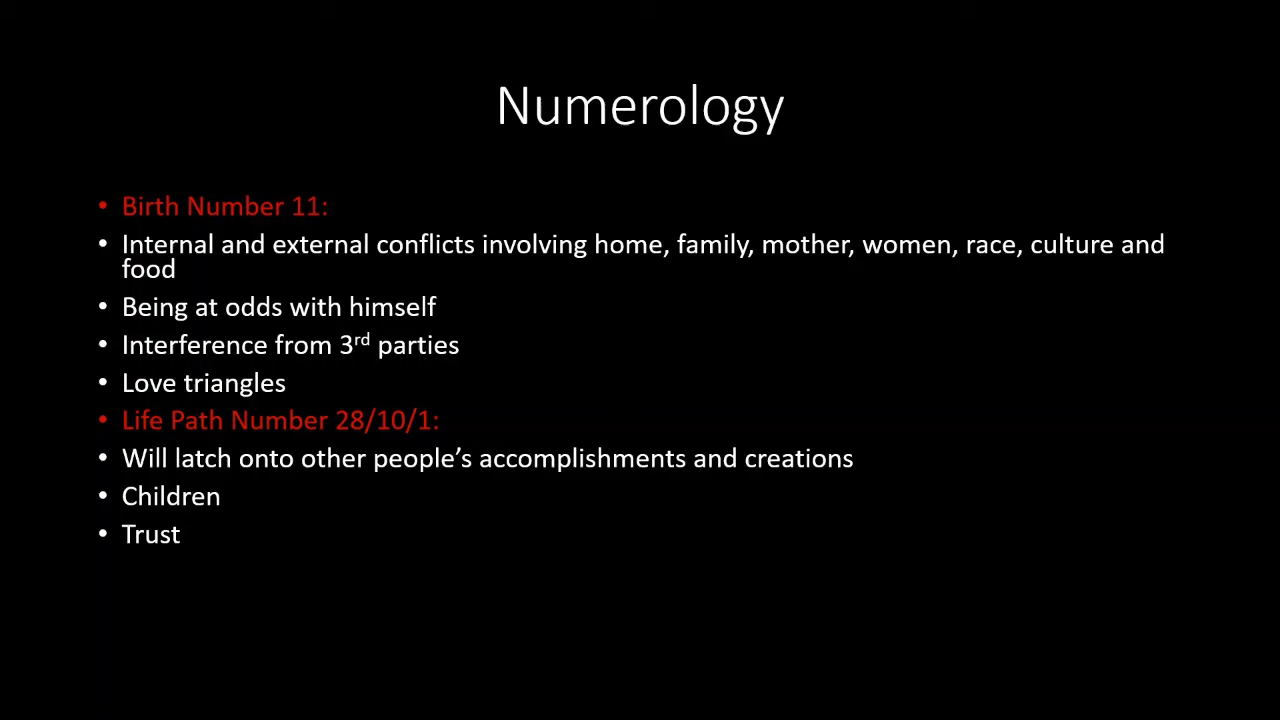 Numerology
• Birth Number 11:
• Internal and external conflicts involving home, family, mother, women, race, culture and
food
• Being at odds with himself
• Interference from 3rd parties
• Love triangles
• Life Path Number 28/10/1:
• Will latch onto other people’s accomplishments and creations
• Children
• Trust